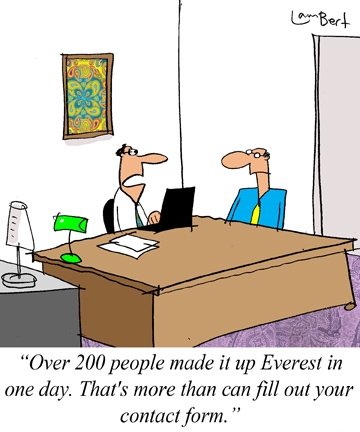 LamBert
“Over 200 people made it up Everest in
one day. That's more than can fill out your
contact form.”